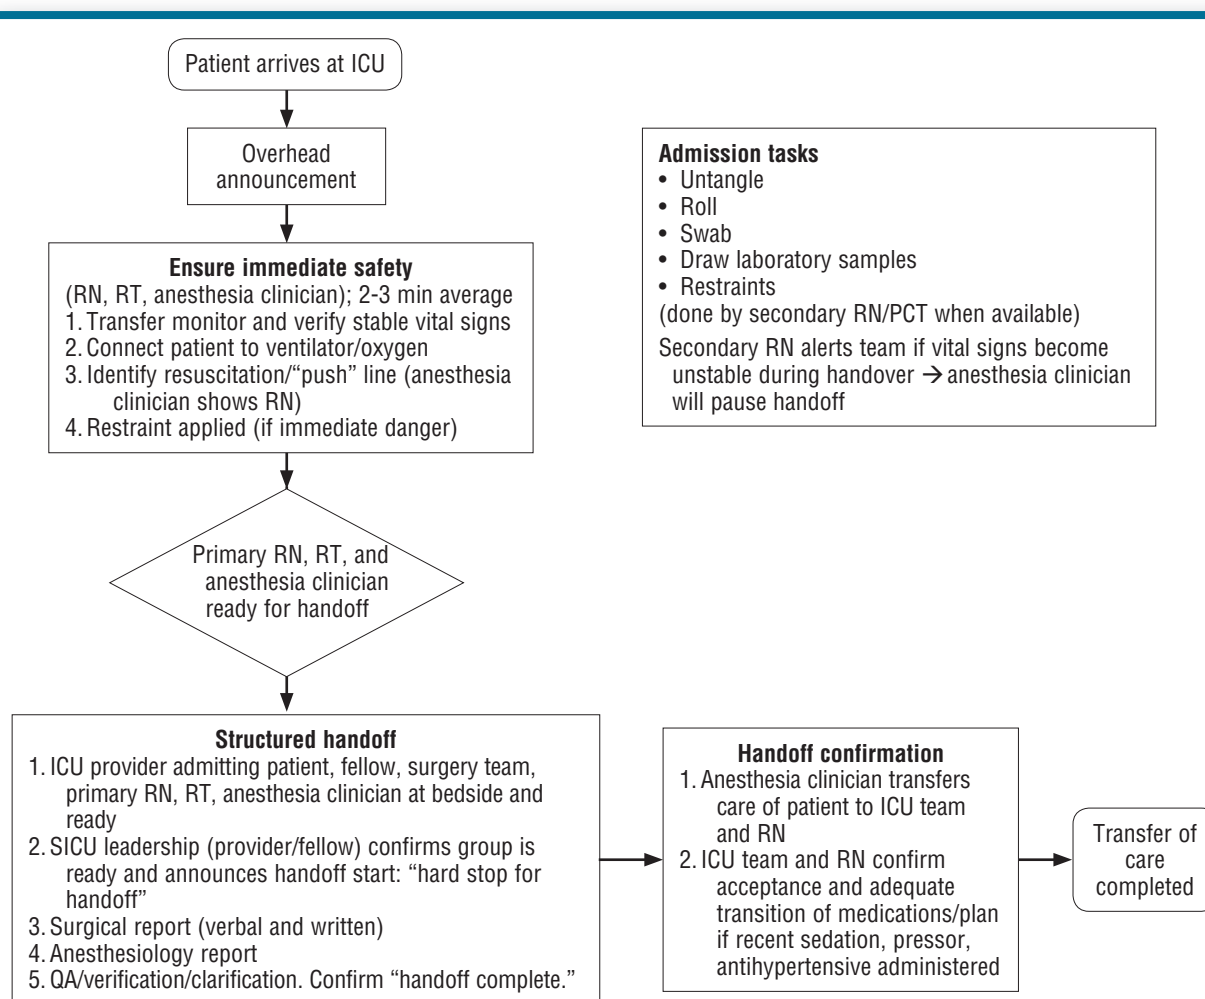 Patient arrives at ICU
Overhead
announcement
Ensure immediate safety
(RN, RT, anesthesia clinician); 2-3 min average
1. Transfer monitor and verify stable vital signs
2. Connect patient to ventilator/oxygen
3. Identify resuscitation/“push” line (anesthesia
clinician shows RN)
4. Restraint applied (if immediate danger)
Admission tasks
• Untangle
• Roll
• Swab
• Draw laboratory samples
• Restraints
(done by secondary RN/PCT when available)
Secondary RN alerts team if vital signs become
unstable during handover → anesthesia clinician
will pause handoff
Primary RN, RT, and
anesthesia clinician
ready for handoff
Structured handoff
1. ICU provider admitting patient, fellow, surgery team,
primary RN, RT, anesthesia clinician at bedside and
ready
2. SICU leadership (provider/fellow) confirms group is
ready and announces handoff start: “hard stop for
handoff”
3. Surgical report (verbal and written)
4. Anesthesiology report
5. QA/verification/clarification. Confirm “handoff complete.”
Handoff confirmation
1. Anesthesia clinician transfers
care of patient to ICU team
and RN
2. ICU team and RN confirm
acceptance and adequate
transition of medications/plan
if recent sedation, pressor,
antihypertensive administered
Transfer of
care
completed